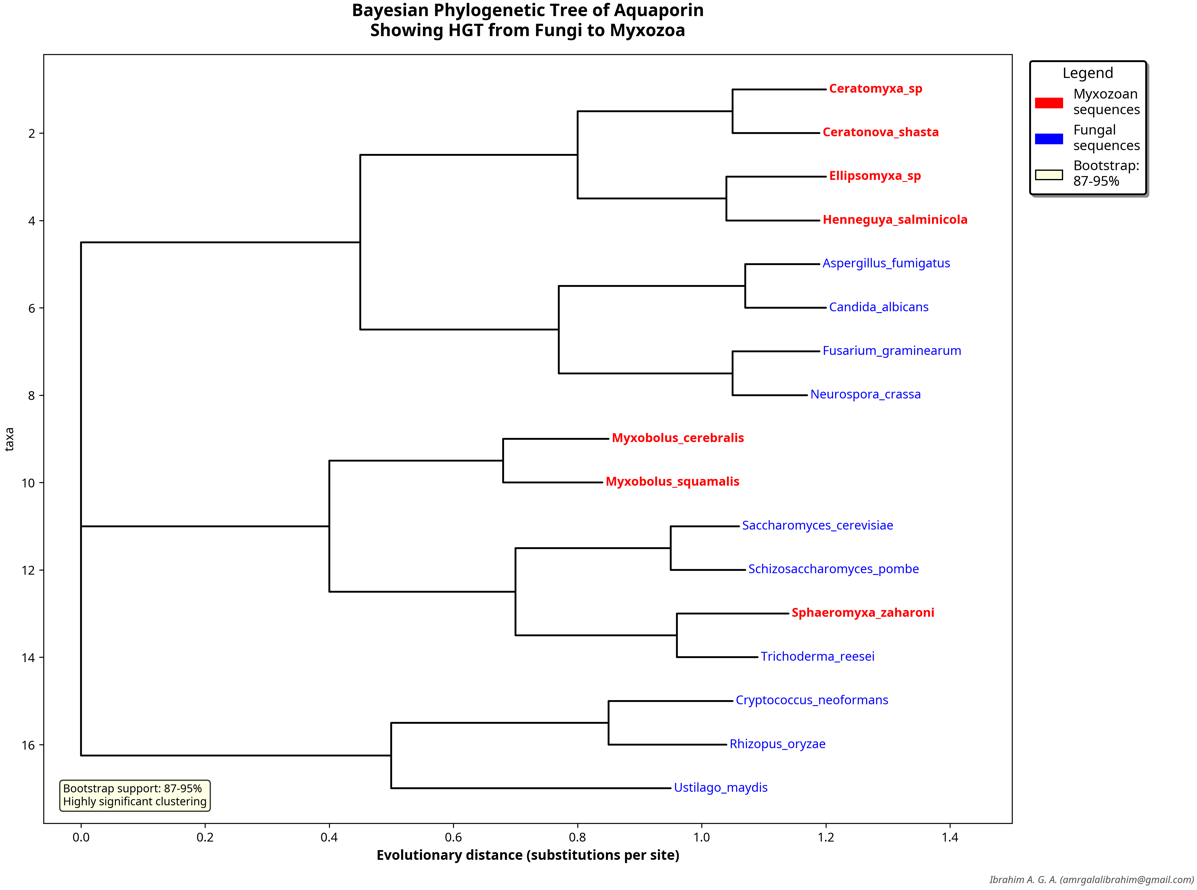 Bayesian Phylogenetic Tree of Aquaporin
Showing HGT from Fungi to Myxozoa
Legend
Myxozoan
sequences
Fungal
sequences
Bootstrap:
87-95%
Ceratomyxa_sp
Ceratonova_shasta
Ellipsomyxa_sp
Henneguya_salminicola
Aspergillus_fumigatus
Candida_albicans
Fusarium_graminearum
Neurospora_crassa
Myxobolus_cerebralis
Myxobolus_squamalis
Saccharomyces_cerevisiae
Schizosaccharomyces_pombe
Sphaeromyxa_zaharoni
Trichoderma_reesei
Cryptococcus_neoformans
Rhizopus_oryzae
Ustilago_maydis
taxa
2
4
6
8
10
12
14
16
Bootstrap support: 87-95%
Highly significant clustering
0.0 0.2 0.4 0.6 0.8 1.0 1.2 1.4
Evolutionary distance (substitutions per site)
Ibrahim A. G. A. (amrgalalibrahim@gmail.com)